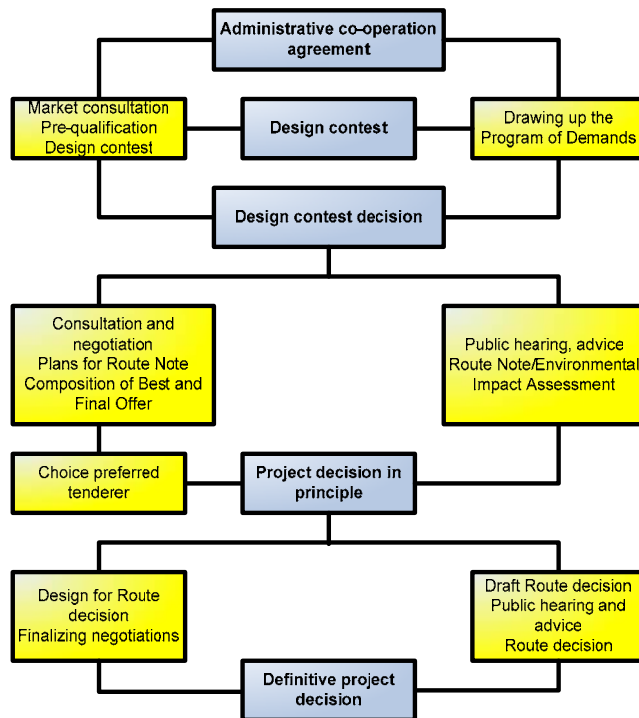 Administrative co-operation
agreement
Market consultation
Pre-qualification
Design contest
Design contest
Drawing up the
Program of Demands
Design contest decision
Consultation and
negotiation
Plans for Route Note
Composition of Best and
Final Offer
Public hearing, advice
Route Note/Environmental
Impact Assessment
Choice preferred
tenderer
Project decision in
principle
Design for Route
decision
Finalizing negotiations
Draft Route decision
Public hearing and
advice
Route decision
Definitive project
decision